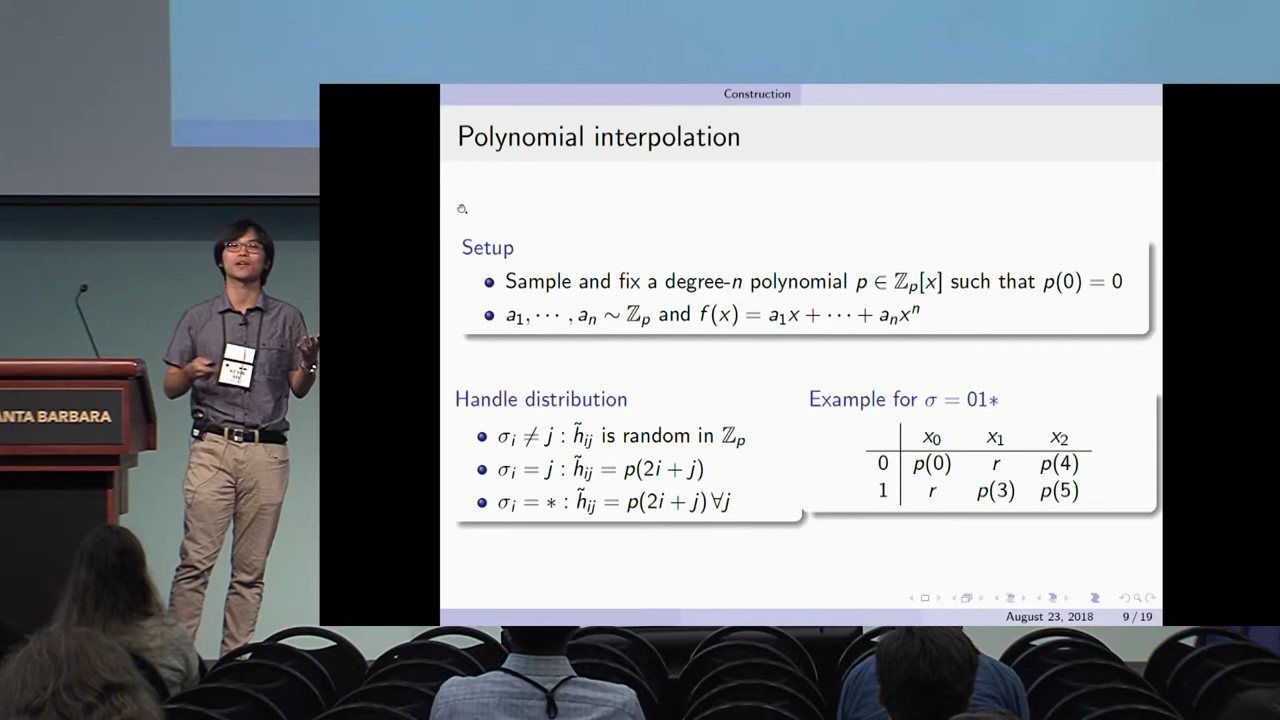 Construction
Polynomial interpolation
Setup
Sample and fix a degree-n polynomial p ∈ ℤₚ[x] such that p(0) = 0
a₁, ⋯ , aₙ ∼ ℤₚ and f(x) = a₁x + ⋯ + aₙxⁿ
Handle distribution
σᵢ ≠ j : h̃ᵢⱼ is random in ℤₚ
σᵢ = j : h̃ᵢⱼ = p(2i + j)
σᵢ = * : h̃ᵢⱼ = p(2i + j) ∀j
Example for σ = 01*
x₀ x₁ x₂
0 p(0) r p(4)
1 r p(3) p(5)
August 23, 2018 9 / 19
ANTA BARBARA